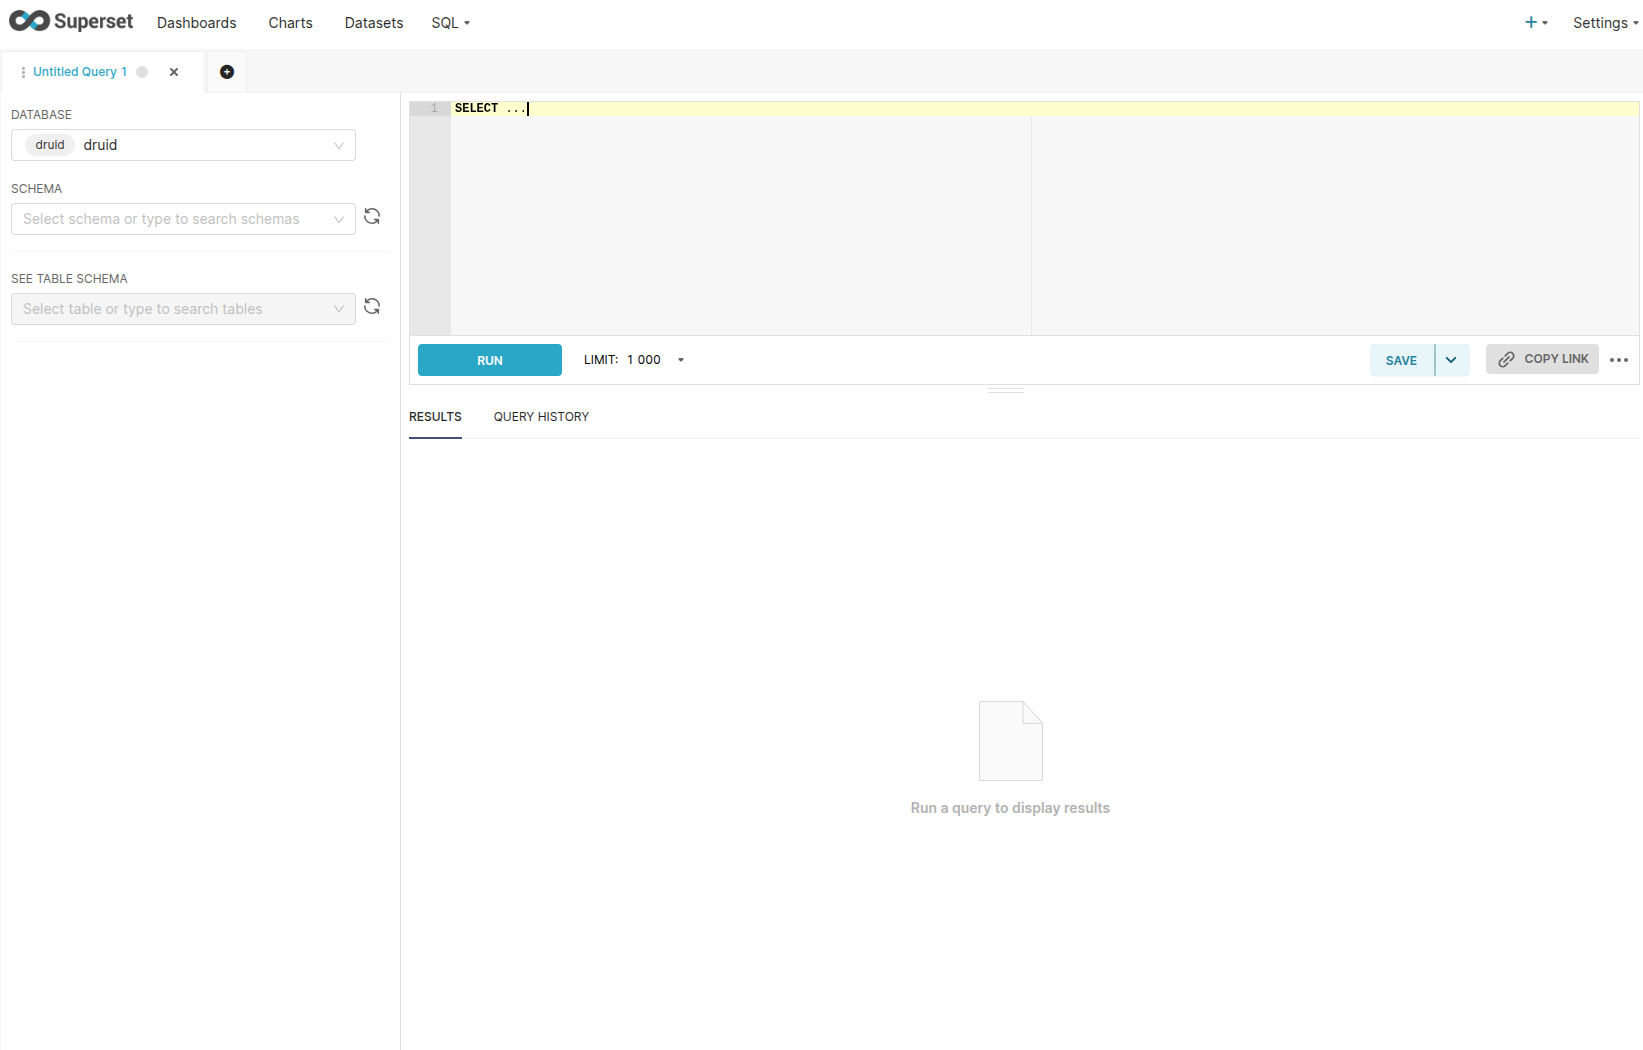 Superset Dashboards Charts Datasets SQL Settings
Untitled Query 1
DATABASE
druid druid
SCHEMA
Select schema or type to search schemas
SEE TABLE SCHEMA
Select table or type to search tables
1 SELECT ...
RUN LIMIT: 1 000 SAVE COPY LINK
RESULTS QUERY HISTORY
Run a query to display results